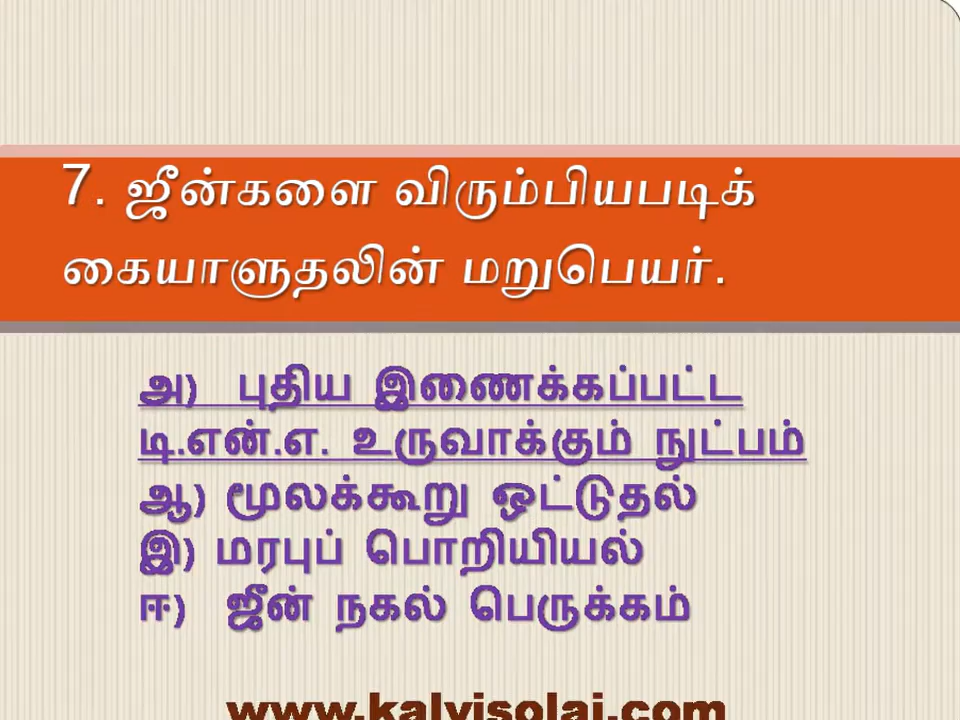 7. ஜீன்களை விரும்பியபடிக்
கையாளுதலின் மறுபெயர்.
அ) புதிய இணைக்கப்பட்ட
டி.என்.எ. உருவாக்கும் நுட்பம்
ஆ) மூலக்கூறு ஒட்டுதல்
இ) மரபுப் பொறியியல்
ஈ) ஜீன் நகல் பெருக்கம்
www.kalvisolai.com